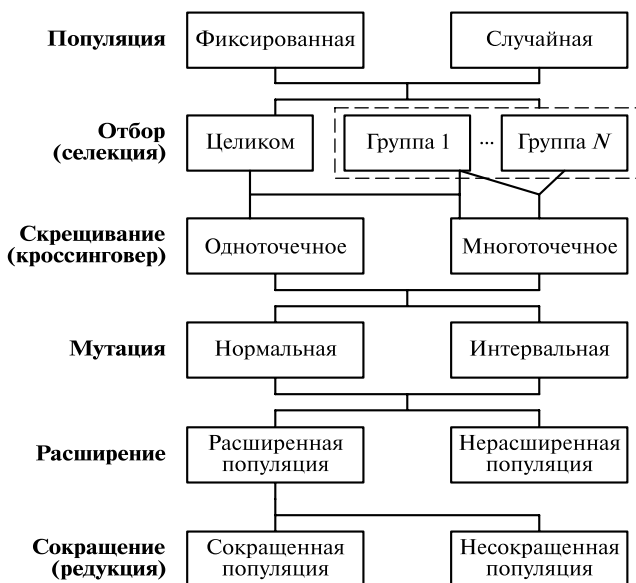 Популяция
Фиксированная
Случайная
Отбор
(селекция)
Целиком
Группа 1
...
Группа N
Скрещивание
(кроссинговер)
Одноточечное
Многоточечное
Мутация
Нормальная
Интервальная
Расширение
Расширенная
популяция
Нерасширенная
популяция
Сокращение
(редукция)
Сокращенная
популяция
Несокращенная
популяция